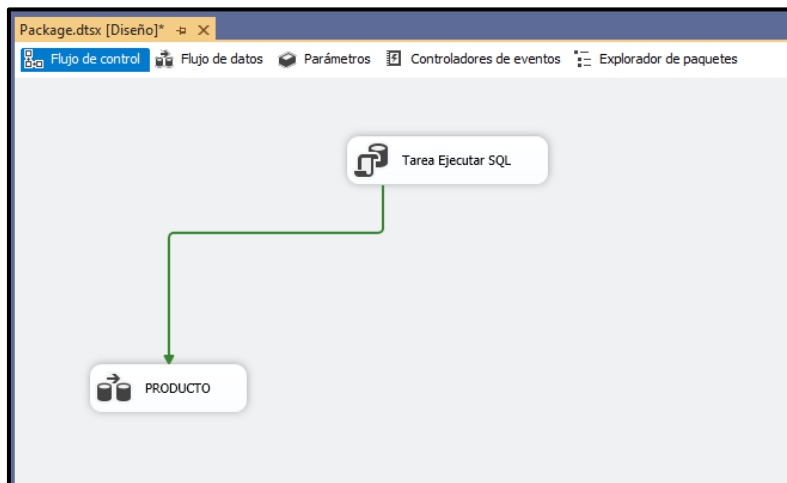 Package.dtsx [Diseño]*
Flujo de control Flujo de datos Parámetros Controladores de eventos Explorador de paquetes
Tarea Ejecutar SQL
PRODUCTO